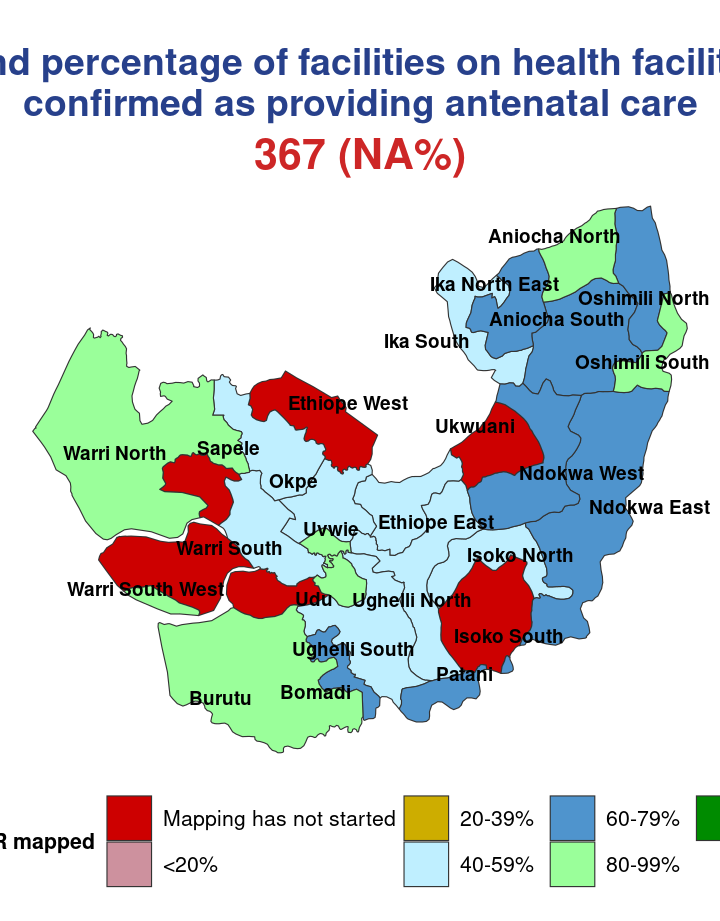 percentage of facilities on health
confirmed as providing antenatal care
367 (NA%)
Aniocha North
Ika North East
Oshimili North
Aniocha South
Ika South
Oshimili South
Ethiope West
Ukwuani
Sapele
Warri North
Ndokwa West
Okpe
Ndokwa East
Ethiope East
Uvwie
Warri South
Isoko North
Warri South West
Udu
Ughelli North
Isoko South
Ughelli South
Patani
Bomadi
Burutu
Mapping has not started
20-39%
60-79%
mapped
<20%
40-59%
80-99%